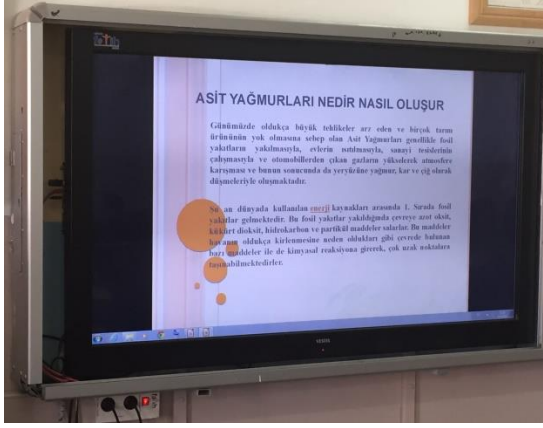 fatih
ASİT YAĞMURLARI NEDİR NASIL OLUŞUR
Günümüzde oldukça büyük tehlikeler arz eden ve birçok tarım
ürününün yok olmasına sebep olan Asit Yağmurları genellikle fosil
yakıtların yakılmasıyla, evlerin ısıtılmasıyla, sanayi tesislerinin
çalışmasıyla ve otomobillerden çıkan gazların yükselerek atmosfere
karışması ve bunun sonucunda da yeryüzüne yağmur, kar ve çiğ olarak
düşmeleriyle oluşmaktadır.
Şu an dünyada kullanılan enerji kaynakları arasında 1. Sırada fosil
yakıtlar gelmektedir. Bu fosil yakıtlar yakıldığında çevreye azot oksit,
kükürt dioksit, hidrokarbon ve partikül maddeler salarlar. Bu maddeler
havanın oldukça kirlenmesine neden oldukları gibi çevrede bulunan
bazı maddeler ile de kimyasal reaksiyona girerek, çok uzak noktalara
taşınabilmektedirler.
VESTEL